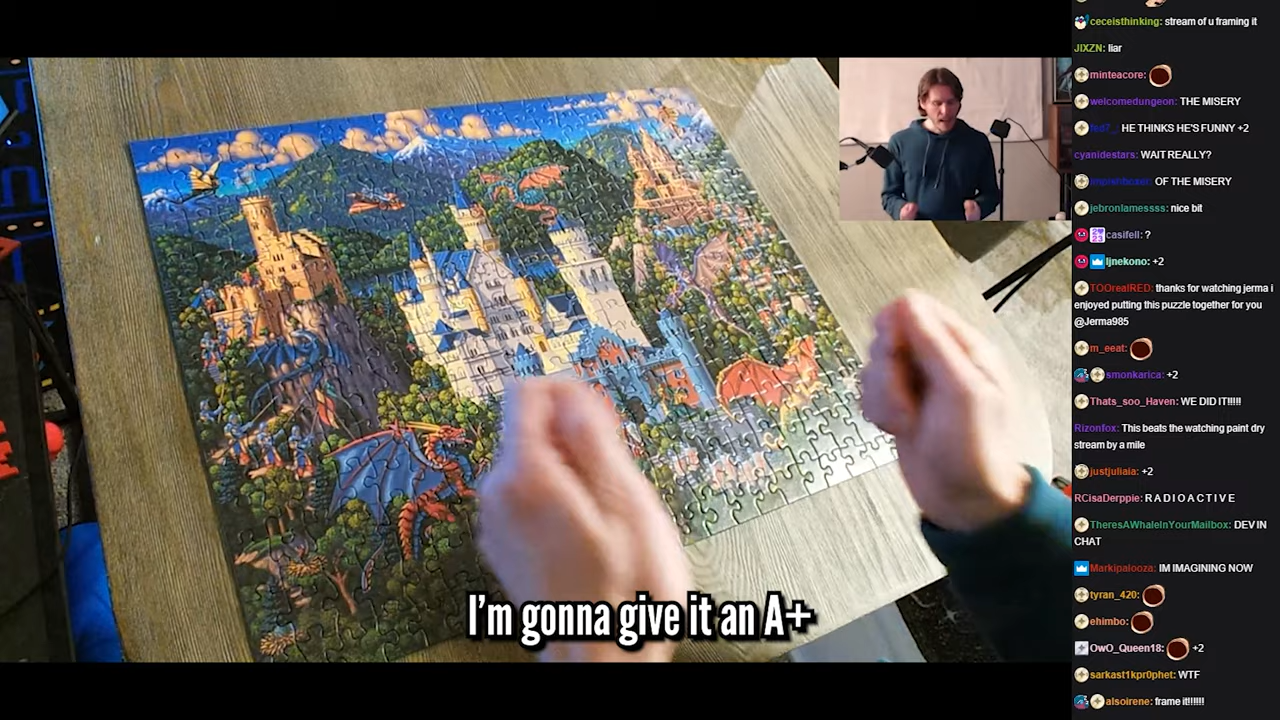 ceceisthinking: stream of u framing it
JIXZN: liar
minteacore:
welcomedungeon: THE MISERY
HE THINKS HE'S FUNNY +2
cyanidestars: WAIT REALLY?
OF THE MISERY
jebronlamessss: nice bit
casifell: ?
ljnekono: +2
TOOrealRED: thanks for watching jerma i
enjoyed putting this puzzle together for you
@Jerma985
m_eeat:
smonkarica: +2
Thats_soo_Haven: WE DID IT!!!!!
Rizonfox: This beats the watching paint dry
stream by a mile
justjuliaia: +2
RCisaDerppie: R A D I O A C T I V E
TheresAWhaleInYourMailbox: DEV IN
CHAT
Markipalooza: IM IMAGINING NOW
tyran_420:
ehimbo:
OwO_Queen18: +2
sarkast1kpr0phet: WTF
alsoirene: frame it!!!!!!
I'm gonna give it an A+